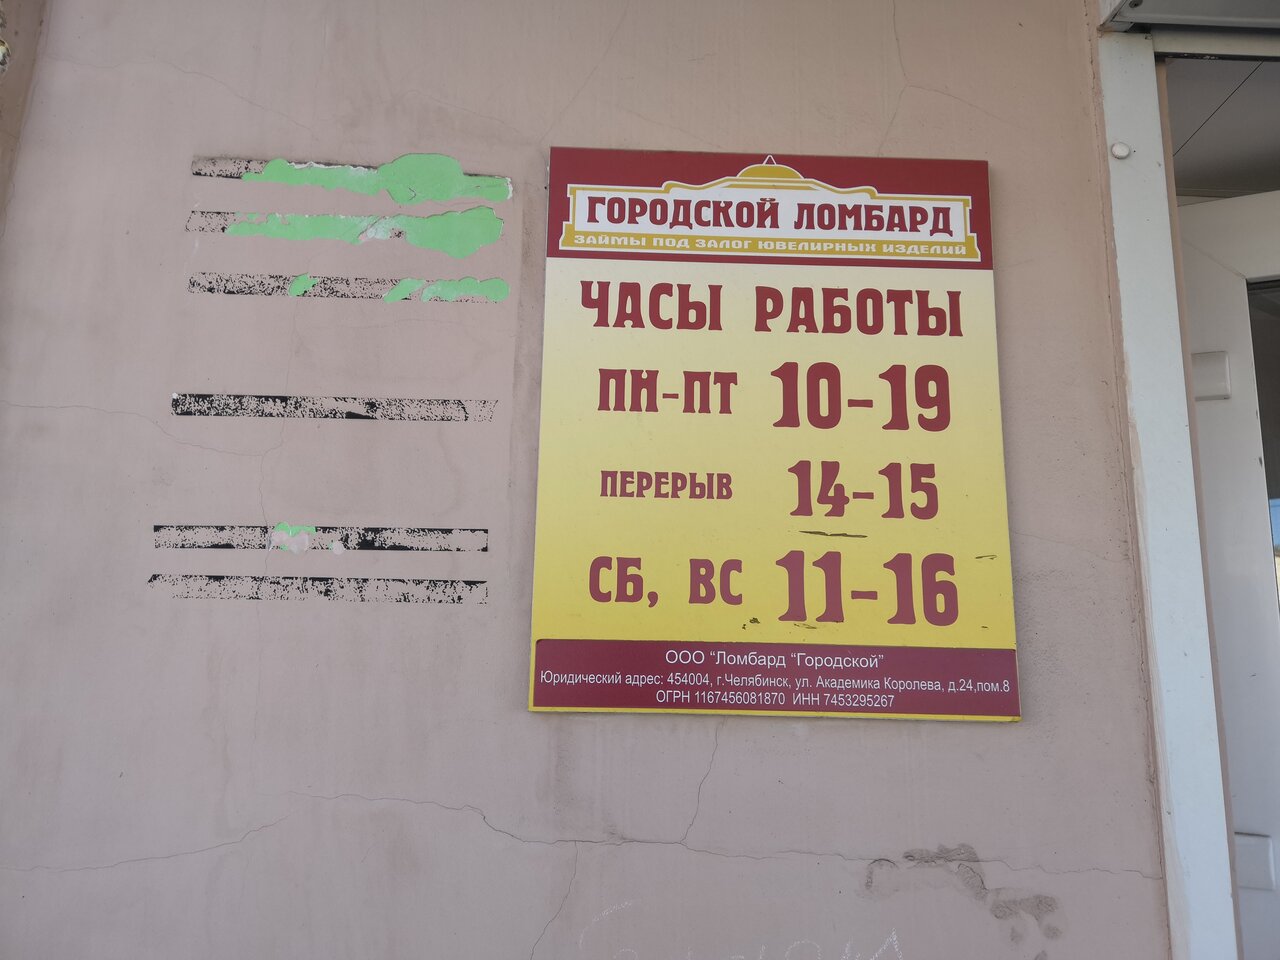 ГОРОДСКОЙ ЛОМБАРД
ЗАЙМЫ ПОД ЗАЛОГ ЮВЕЛИРНЫХ ИЗДЕЛИЙ
ЧАСЫ РАБОТЫ
ПН-ПТ 10-19
ПЕРЕРЫВ 14-15
СБ, ВС 11-16
ООО "Ломбард "Городской"
Юридический адрес: 454004, г.Челябинск, ул. Академика Королева, д.24,пом.8
ОГРН 1167456081870 ИНН 7453295267